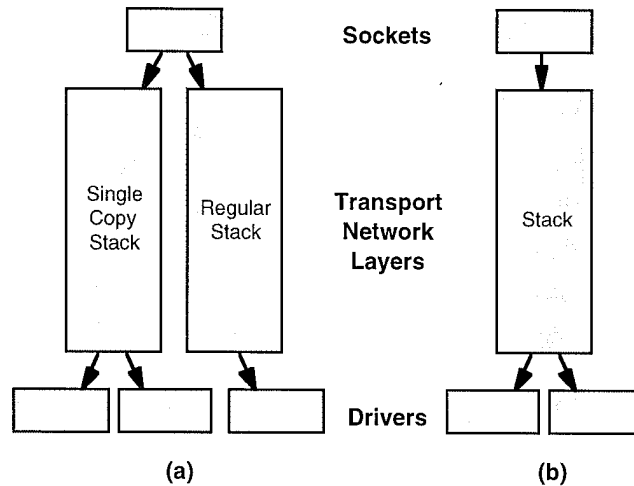 Sockets
Single
Copy
Stack
Regular
Stack
Transport
Network
Layers
Stack
Drivers
(a)
(b)